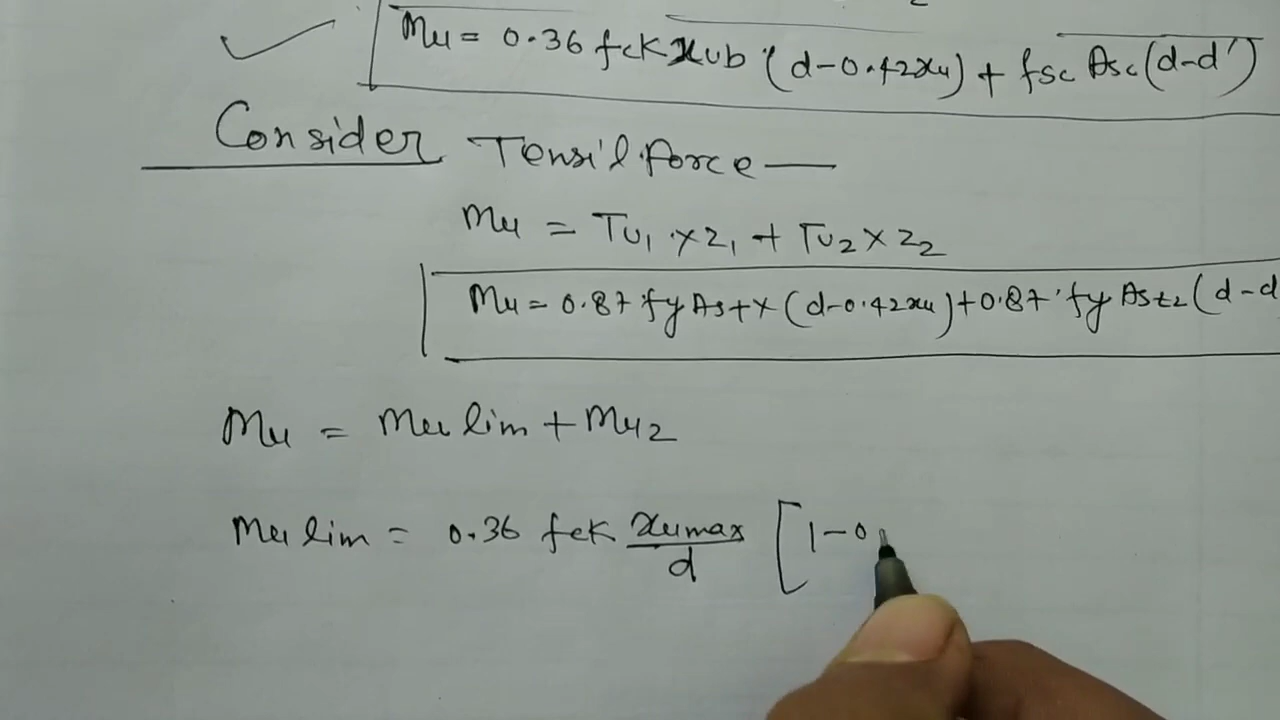 Mu = 0.36 fck xub (d-0.42xu) + fsc Asc (d-d')
Consider Tensil force —
Mu = Tu1 × z1 + Tu2 × z2
Mu = 0.87 fy Ast × (d-0.42xu) + 0.87 fy Ast2 (d-d
Mu = Mu lim + Mu2
Mu lim = 0.36 fck xumax/d [1-0